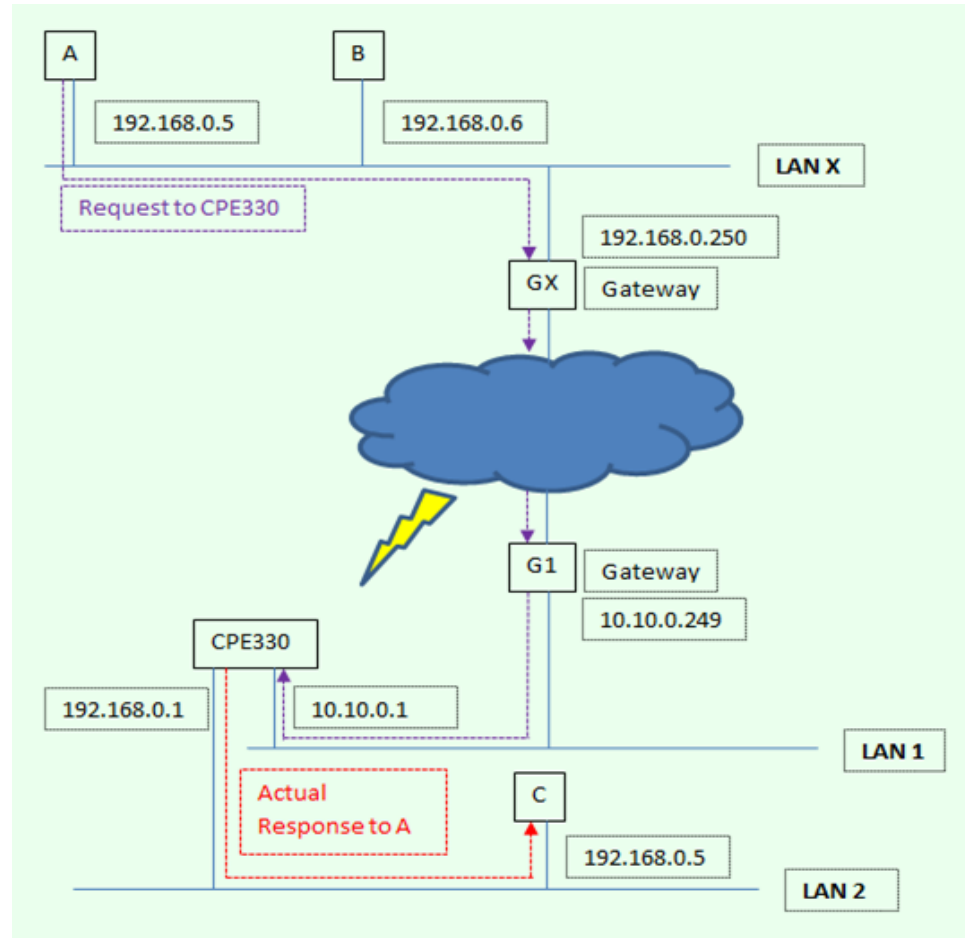 A
B
192.168.0.5
192.168.0.6
LAN X
Request to CPE330
192.168.0.250
GX
Gateway
G1
Gateway
10.10.0.249
CPE330
192.168.0.1
10.10.0.1
LAN 1
Actual
Response to A
C
192.168.0.5
LAN 2